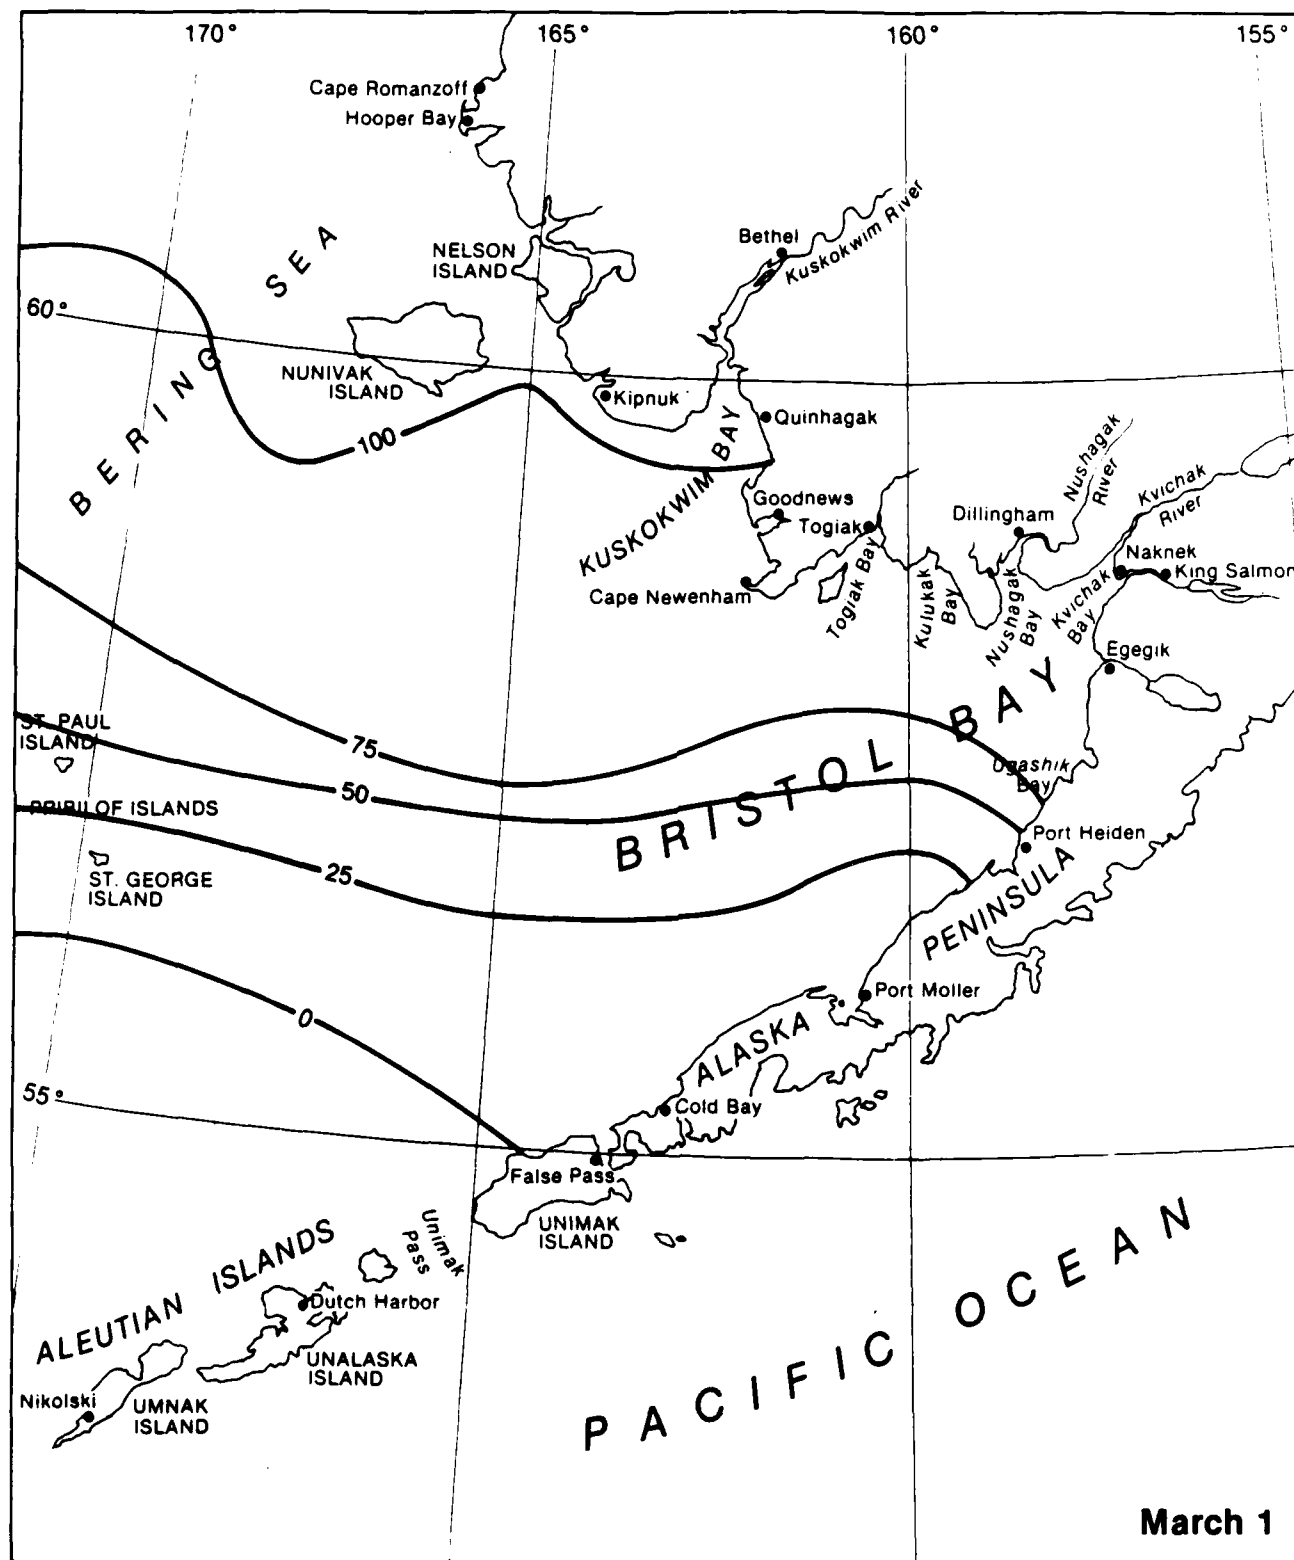 170°
165°
160°
155°
Cape Romanzoff
Hooper Bay
BERING SEA
NELSON
ISLAND
Bethel
Kuskokwim River
60°
NUNIVAK
ISLAND
Kipnuk
100
Quinhagak
KUSKOKWIM BAY
Nushagak
River
Kvichak
River
Goodnews
Togiak
Dillingham
Naknek
King Salmon
Cape Newenham
Togiak Bay
Kulukak
Bay
Nushagak
Bay
Kvichak
Bay
Egegik
ST. PAUL
ISLAND
75
BRISTOL BAY
Ugashik
Bay
50
PRIBILOF ISLANDS
Port Heiden
25
ST. GEORGE
ISLAND
ALASKA PENINSULA
Port Moller
0
55°
Cold Bay
False Pass
UNIMAK
ISLAND
Unimak
Pass
ALEUTIAN ISLANDS
Dutch Harbor
UNALASKA
ISLAND
Nikolski
UMNAK
ISLAND
PACIFIC OCEAN
March 1